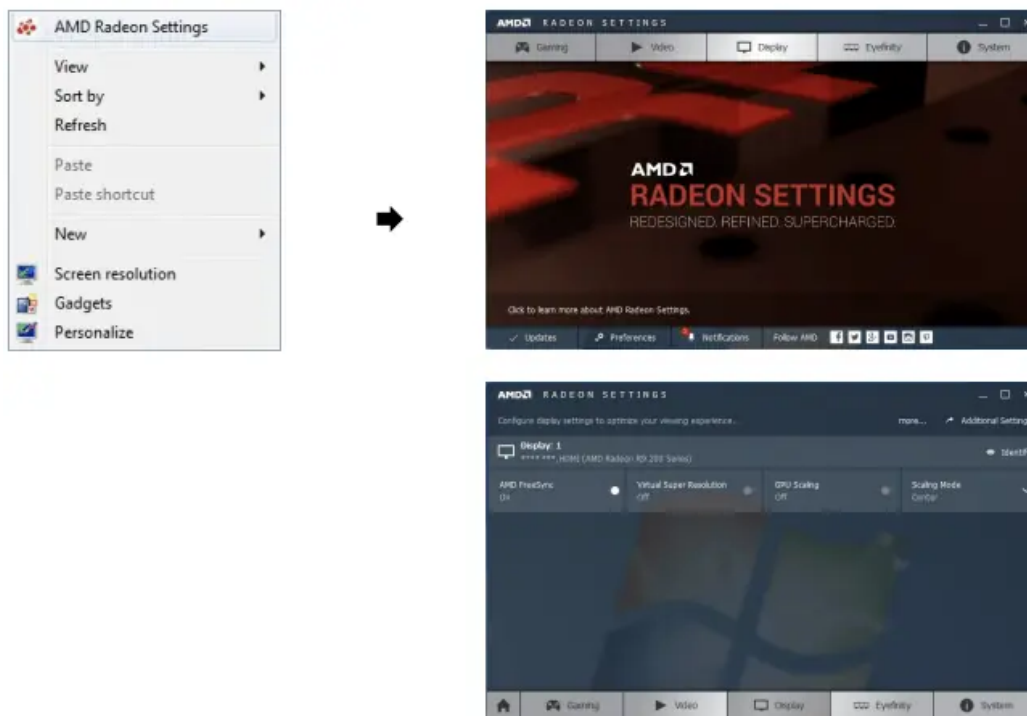 AMD Radeon Settings
View
Sort by
Refresh
Paste
Paste shortcut
New
Screen resolution
Gadgets
Personalize
AMD RADEON SETTINGS
Gaming Video Display Eyefinity System
AMD
RADEON SETTINGS
REDESIGNED. REFINED. SUPERCHARGED.
Click to learn more about AMD Radeon Settings.
Updates Preferences Notifications Follow AMD
AMD RADEON SETTINGS
Configure display settings to optimize your viewing experience... more... Additional Setting
Display: 1
**** ***, HDMI (AMD Radeon R9 200 Series) Identif
AMD FreeSync Virtual Super Resolution GPU Scaling Scaling Mode
On Off Off Center
Gaming Video Display Eyefinity System